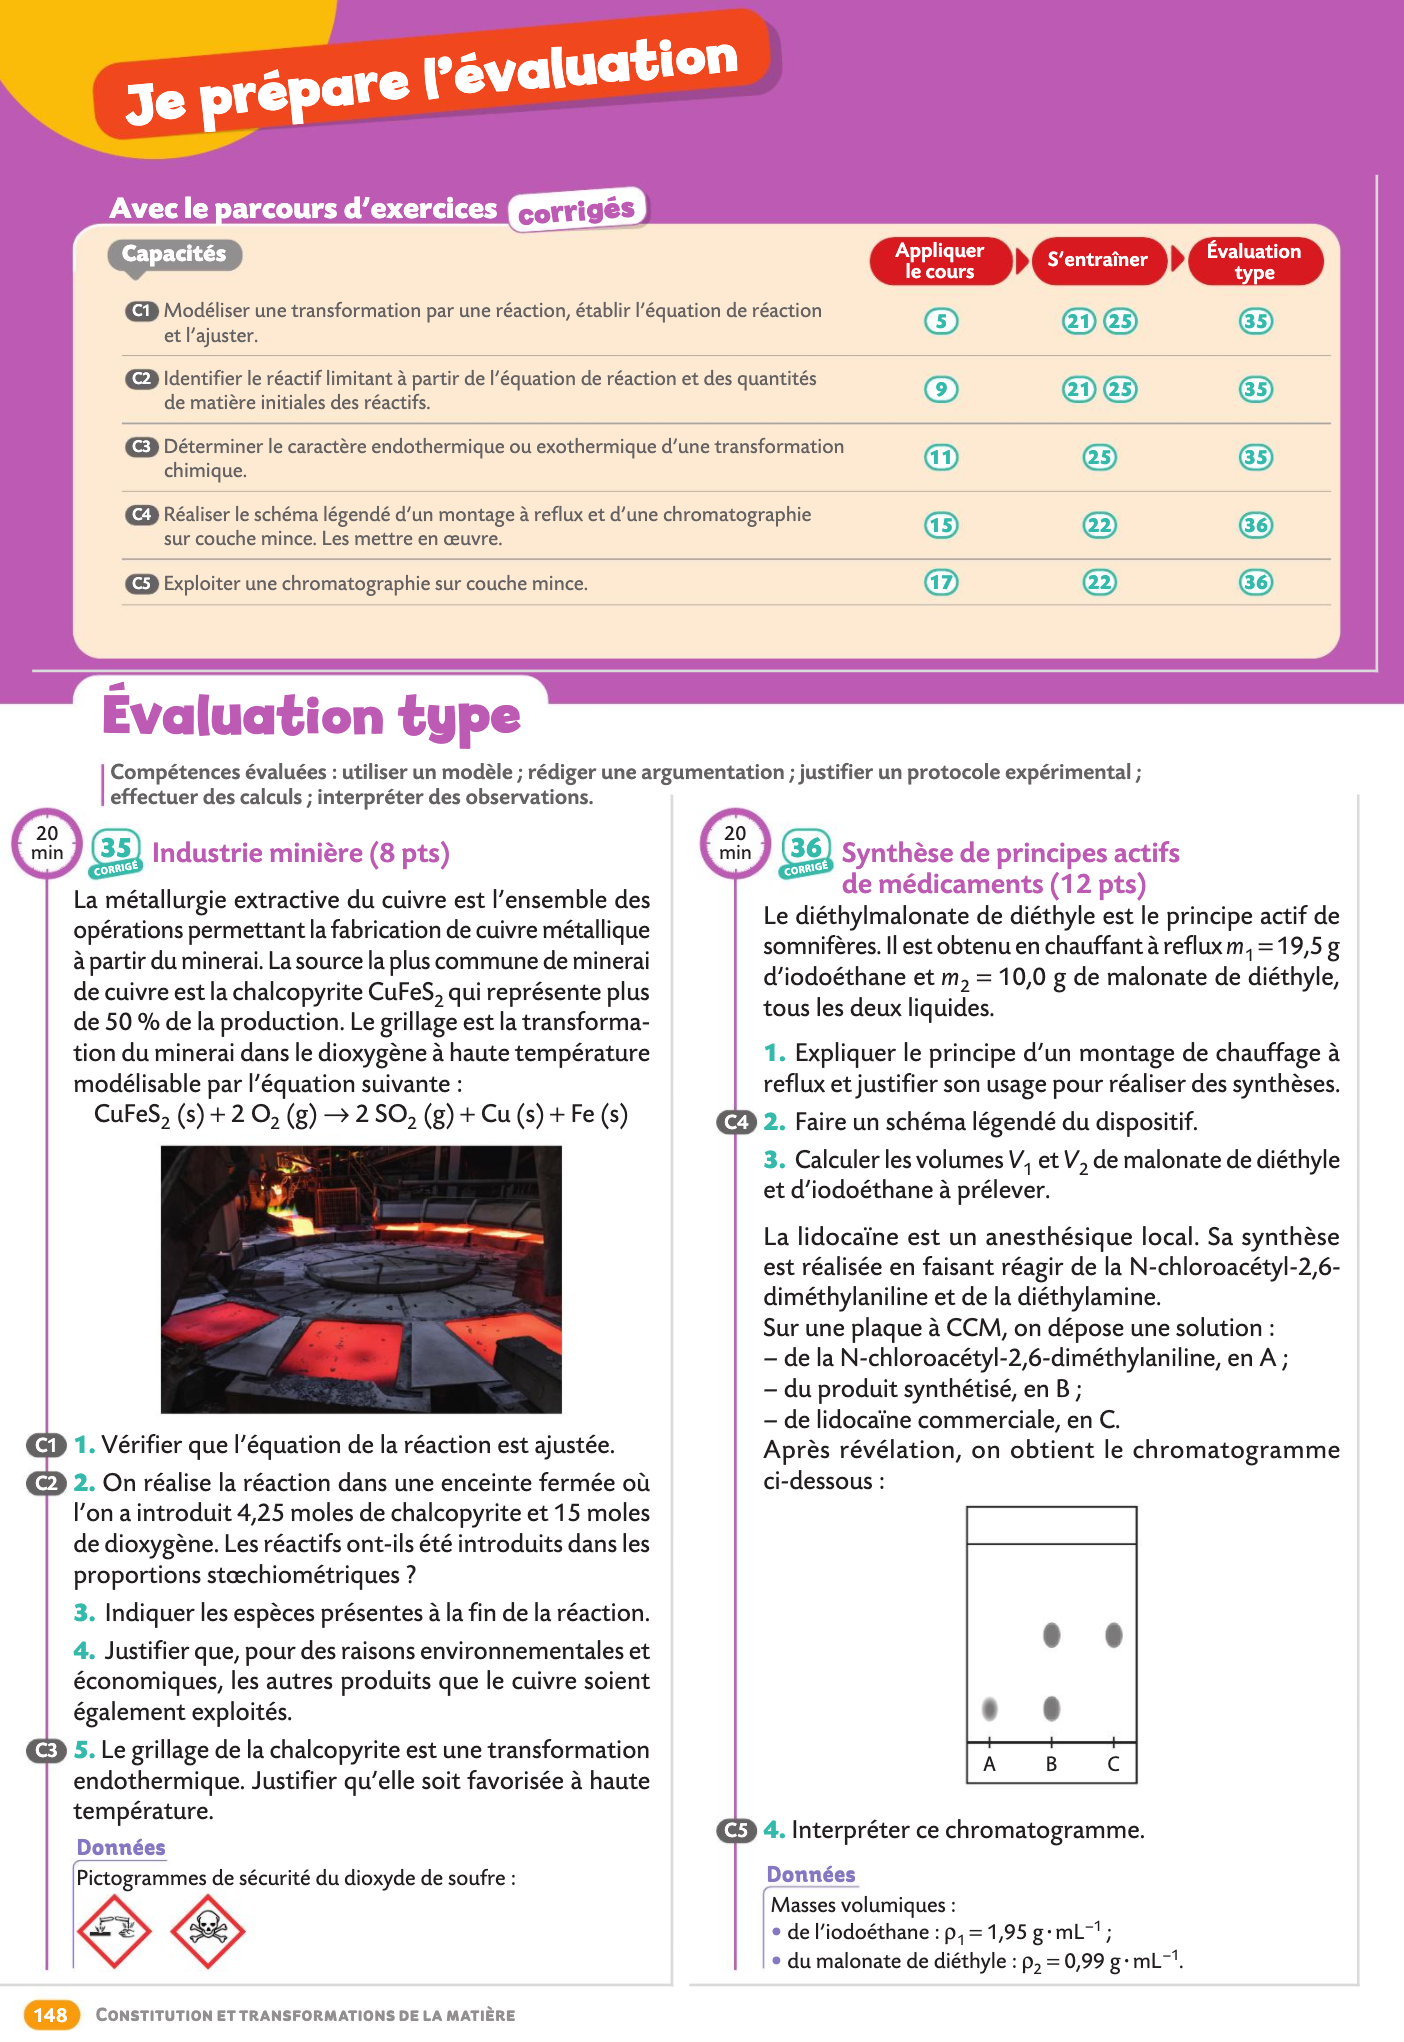 Je prépare l'évaluation
Avec le parcours d'exercices corrigés
Capacités
Appliquer
le cours
S'entraîner
Évaluation
type
C1 Modéliser une transformation par une réaction, établir l'équation de réaction
et l'ajuster.
5 21 25 35
C2 Identifier le réactif limitant à partir de l'équation de réaction et des quantités
de matière initiales des réactifs.
9 21 25 35
C3 Déterminer le caractère endothermique ou exothermique d'une transformation
chimique.
11 25 35
C4 Réaliser le schéma légendé d'un montage à reflux et d'une chromatographie
sur couche mince. Les mettre en œuvre.
15 22 36
C5 Exploiter une chromatographie sur couche mince. 17 22 36
Évaluation type
Compétences évaluées : utiliser un modèle ; rédiger une argumentation ; justifier un protocole expérimental ;
effectuer des calculs ; interpréter des observations.
20
min
35
CORRIGÉ
Industrie minière (8 pts)
La métallurgie extractive du cuivre est l'ensemble des
opérations permettant la fabrication de cuivre métallique
à partir du minerai. La source la plus commune de minerai
de cuivre est la chalcopyrite CuFeS₂ qui représente plus
de 50 % de la production. Le grillage est la transforma-
tion du minerai dans le dioxygène à haute température
modélisable par l'équation suivante :
CuFeS₂ (s) + 2 O₂ (g) → 2 SO₂ (g) + Cu (s) + Fe (s)
C1 1. Vérifier que l'équation de la réaction est ajustée.
C2 2. On réalise la réaction dans une enceinte fermée où
l'on a introduit 4,25 moles de chalcopyrite et 15 moles
de dioxygène. Les réactifs ont-ils été introduits dans les
proportions stœchiométriques ?
3. Indiquer les espèces présentes à la fin de la réaction.
4. Justifier que, pour des raisons environnementales et
économiques, les autres produits que le cuivre soient
également exploités.
C3 5. Le grillage de la chalcopyrite est une transformation
endothermique. Justifier qu'elle soit favorisée à haute
température.
Données
Pictogrammes de sécurité du dioxyde de soufre :
20
min
36
CORRIGÉ
Synthèse de principes actifs
de médicaments (12 pts)
Le diéthylmalonate de diéthyle est le principe actif de
somnifères. Il est obtenu en chauffant à reflux m₁ = 19,5 g
d'iodoéthane et m₂ = 10,0 g de malonate de diéthyle,
tous les deux liquides.
1. Expliquer le principe d'un montage de chauffage à
reflux et justifier son usage pour réaliser des synthèses.
C4 2. Faire un schéma légendé du dispositif.
3. Calculer les volumes V₁ et V₂ de malonate de diéthyle
et d'iodoéthane à prélever.
La lidocaïne est un anesthésique local. Sa synthèse
est réalisée en faisant réagir de la N-chloroacétyl-2,6-
diméthylaniline et de la diéthylamine.
Sur une plaque à CCM, on dépose une solution :
– de la N-chloroacétyl-2,6-diméthylaniline, en A ;
– du produit synthétisé, en B ;
– de lidocaïne commerciale, en C.
Après révélation, on obtient le chromatogramme
ci-dessous :
A B C
C5 4. Interpréter ce chromatogramme.
Données
Masses volumiques :
• de l'iodoéthane : ρ₁ = 1,95 g·mL⁻¹ ;
• du malonate de diéthyle : ρ₂ = 0,99 g·mL⁻¹.
148 CONSTITUTION ET TRANSFORMATIONS DE LA MATIÈRE